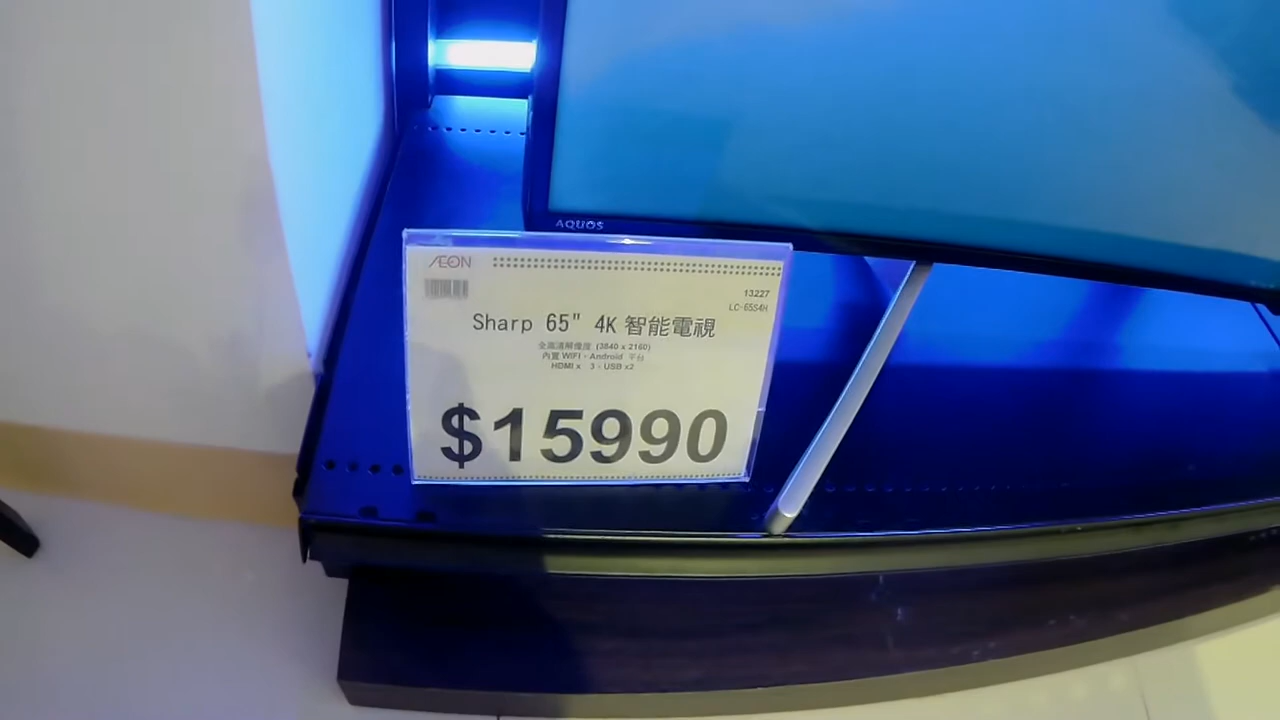 AQUOS
ÆON
13227
LC-65S4H
Sharp 65" 4K 智能電視
全高清解像度 (3840 x 2160)
內置 WIFI、Android 平台
HDMI x 3、USB x2
$15990